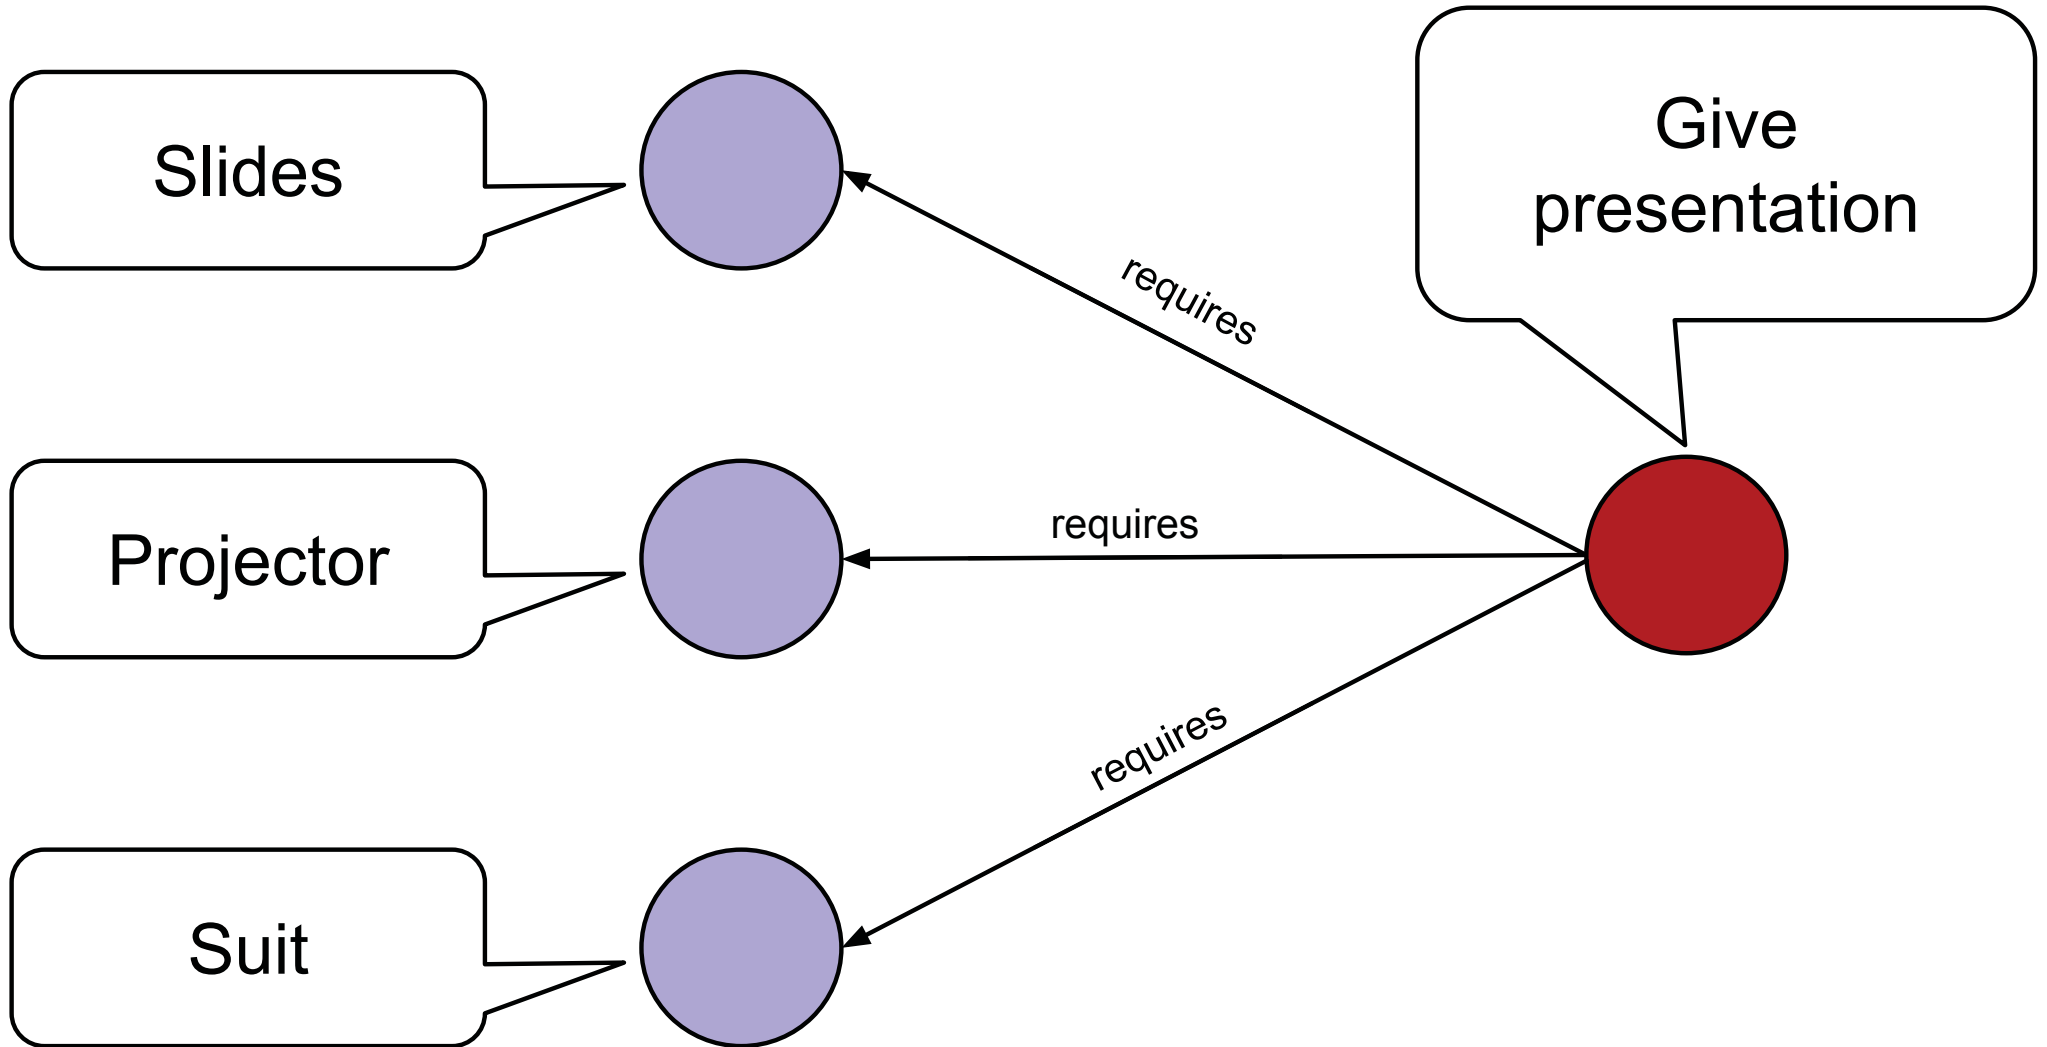 Slides
Give
presentation
requires
Projector
requires
requires
Suit